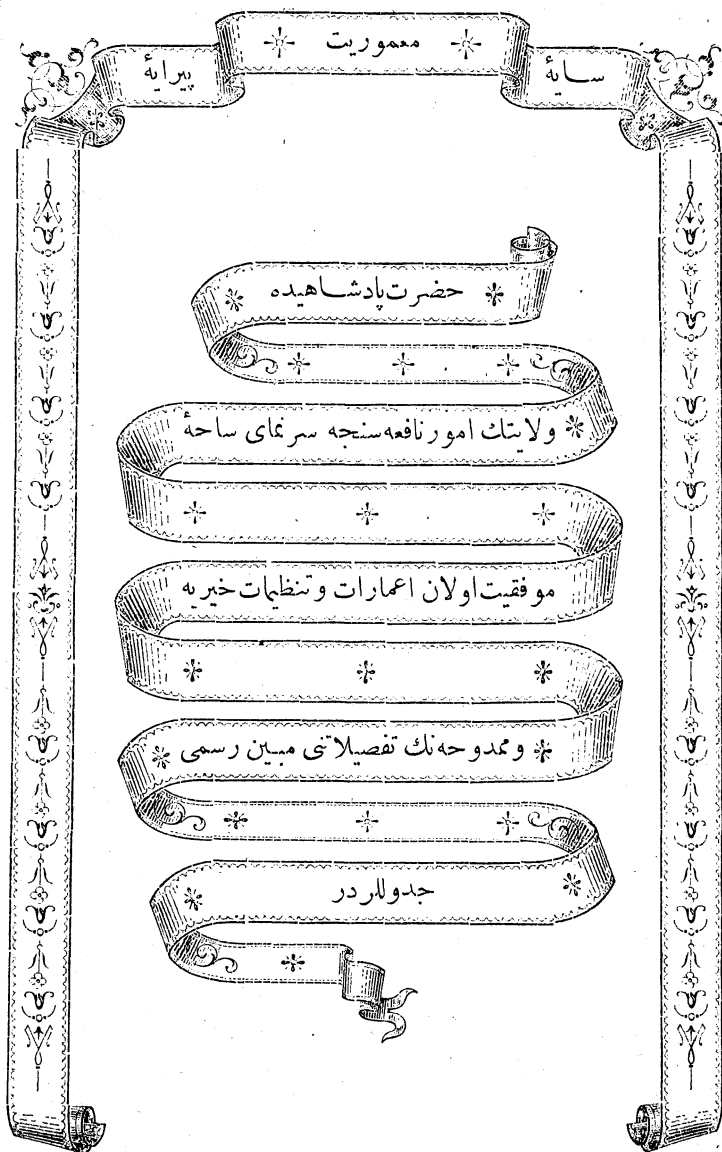 سایهٔ معموریت پیرایهٔ
حضرت پادشاهیده
ولایتك امور نافعه‌سنجه سرنمای ساحهٔ
موفقیت اولان اعمارات و تنظیمات خیریه
و ممدوحه‌نك تفصیلاتنی مبین رسمی
جدوللردر